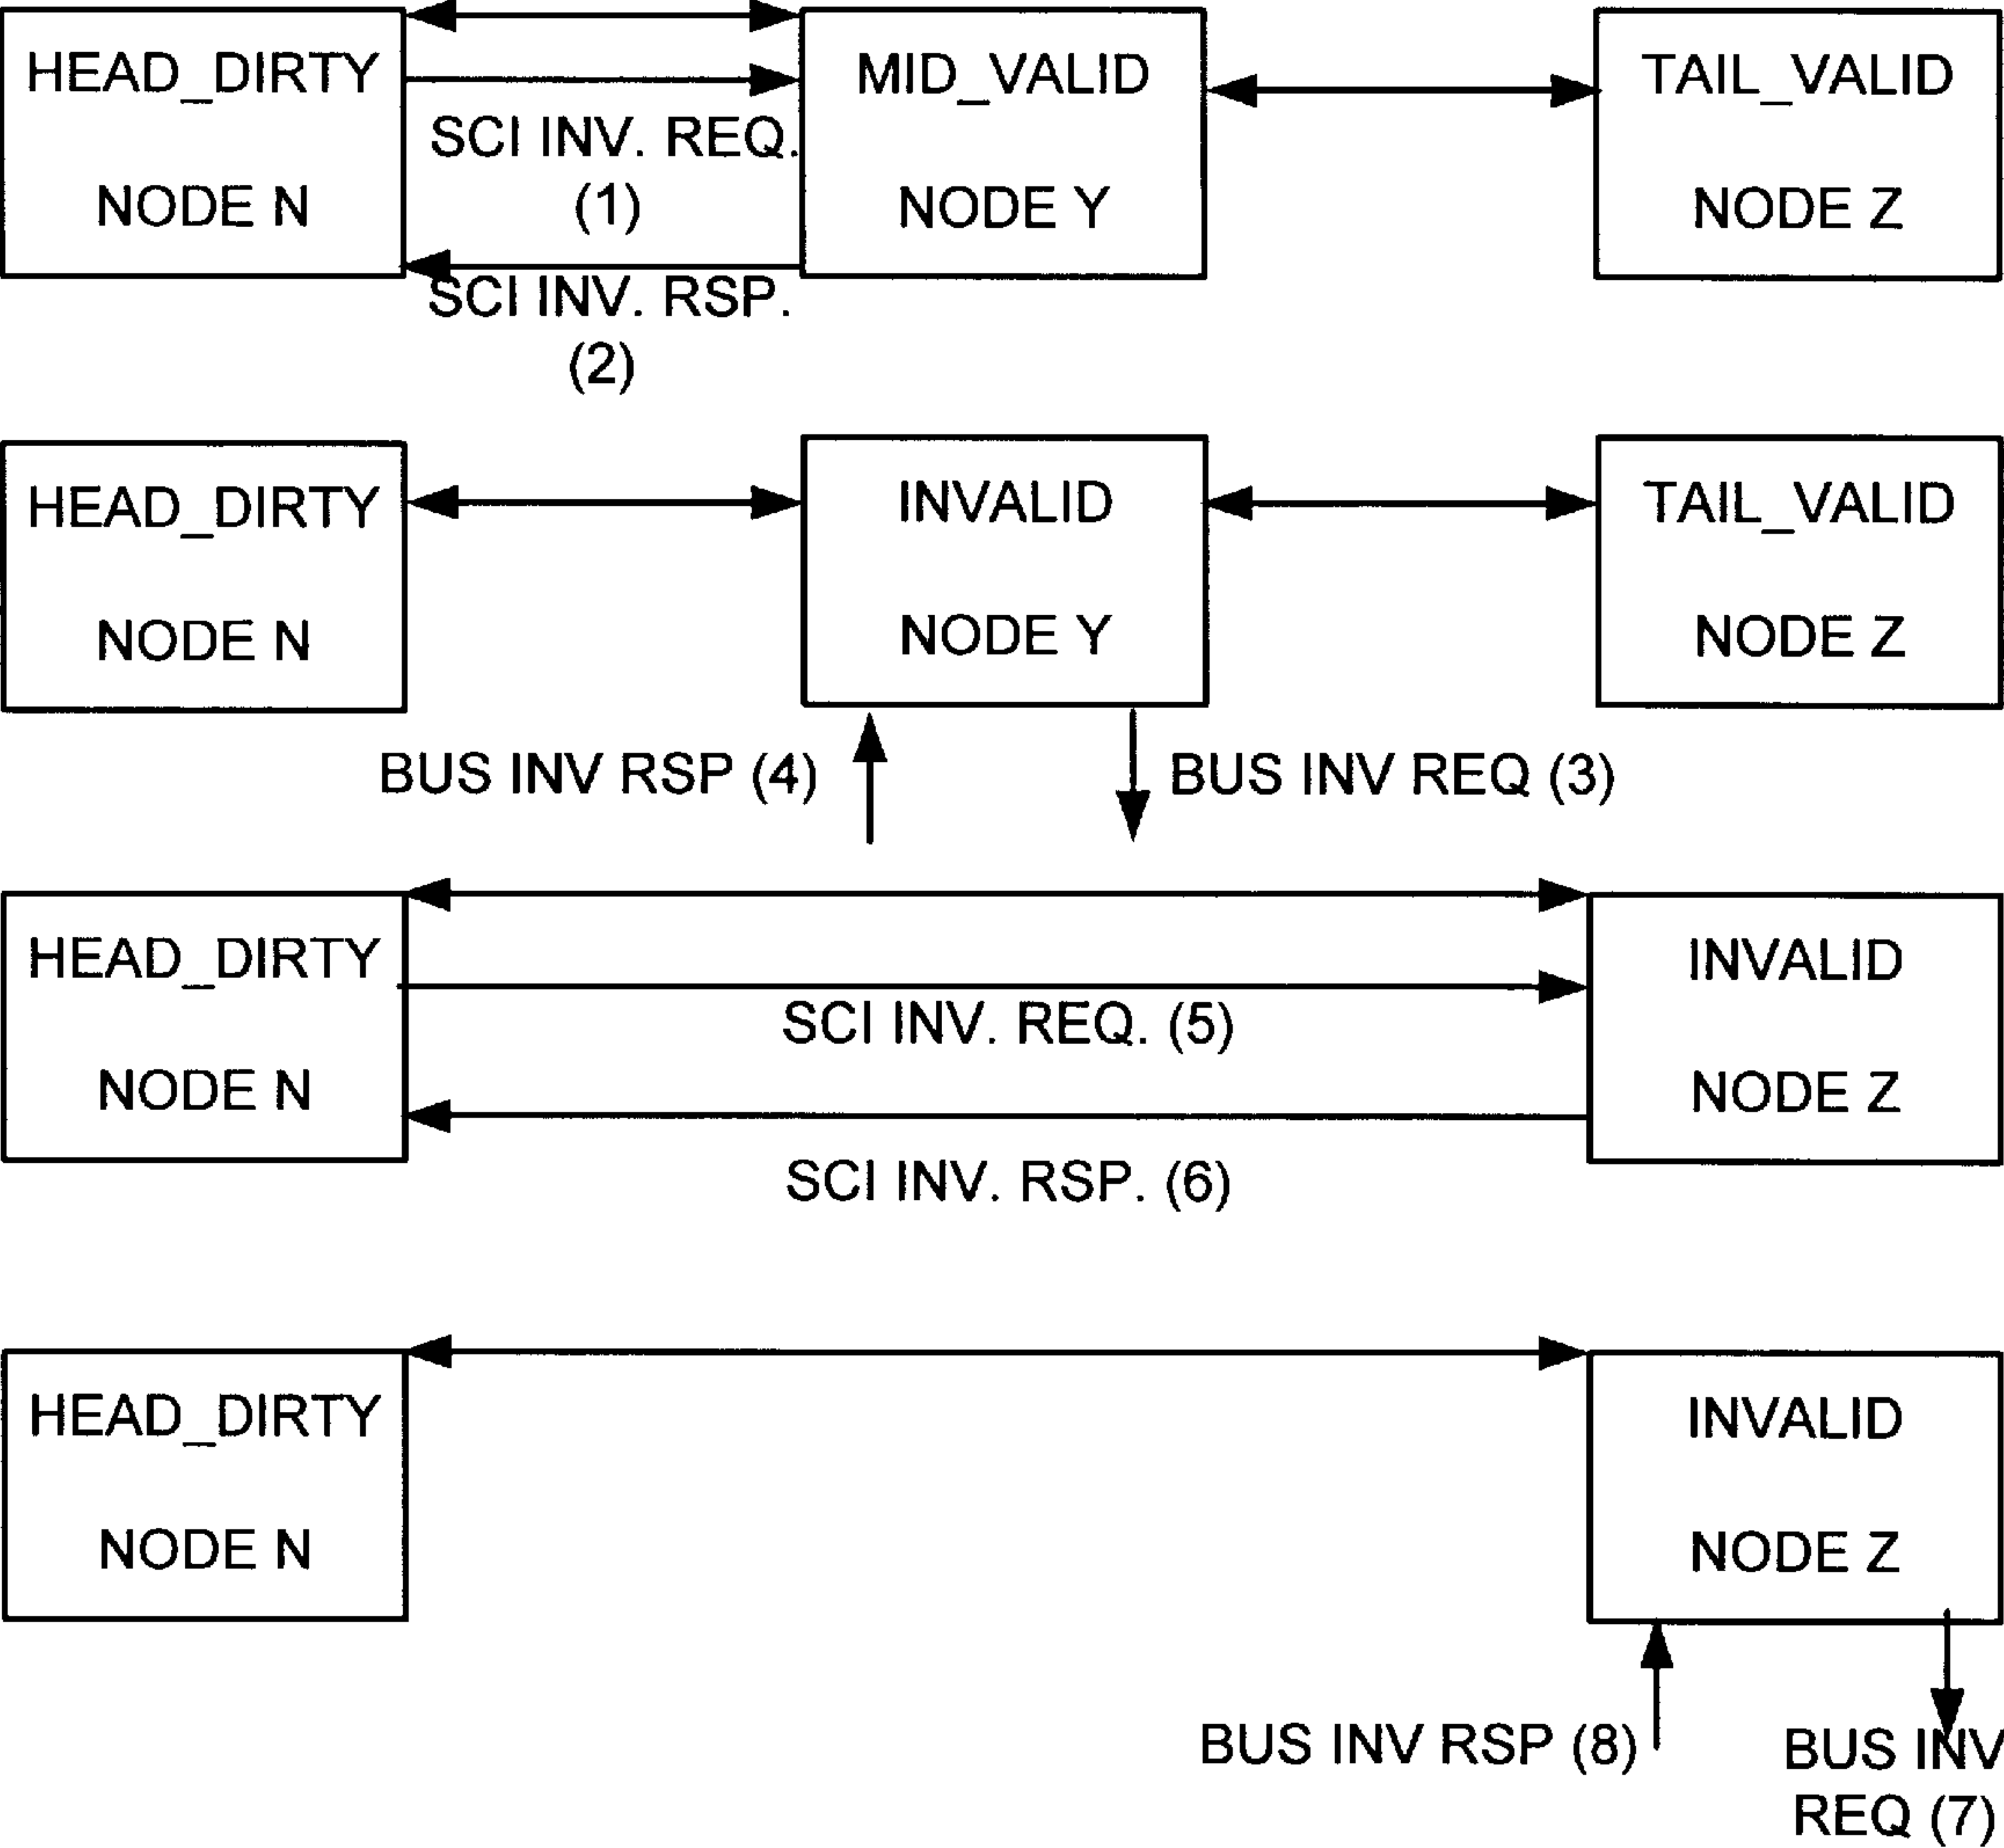 HEAD_DIRTY
NODE N
MID_VALID
NODE Y
TAIL_VALID
NODE Z
SCI INV. REQ.
(1)
SCI INV. RSP.
(2)
HEAD_DIRTY
NODE N
INVALID
NODE Y
TAIL_VALID
NODE Z
BUS INV RSP (4)
BUS INV REQ (3)
HEAD_DIRTY
NODE N
INVALID
NODE Z
SCI INV. REQ. (5)
SCI INV. RSP. (6)
HEAD_DIRTY
NODE N
INVALID
NODE Z
BUS INV RSP (8)
BUS INV
REQ (7)